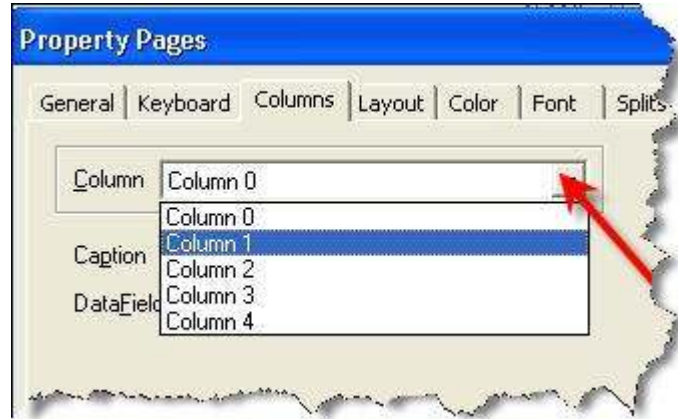 Property Pages
General Keyboard Columns Layout Color Font Splits
Column Column 0
Column 0
Column 1
Caption
Column 2
DataField
Column 3
Column 4